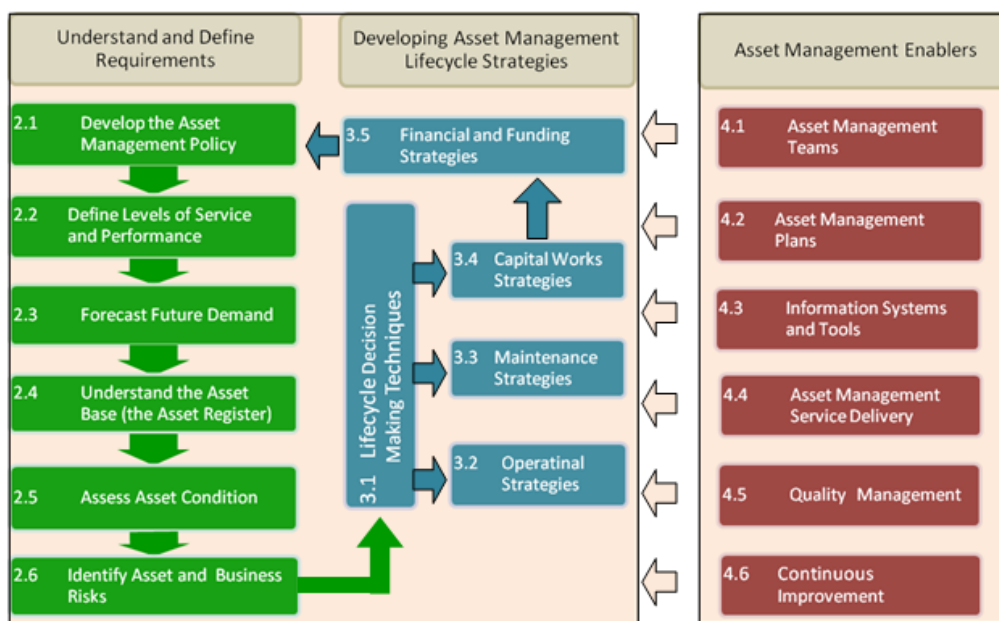 Understand and Define
Requirements
2.1 Develop the Asset
Management Policy
2.2 Define Levels of Service
and Performance
2.3 Forecast Future Demand
2.4 Understand the Asset
Base (the Asset Register)
2.5 Assess Asset Condition
2.6 Identify Asset and Business
Risks
Developing Asset Management
Lifecycle Strategies
3.5 Financial and Funding
Strategies
3.1 Lifecycle Decision
Making Techniques
3.4 Capital Works
Strategies
3.3 Maintenance
Strategies
3.2 Operatinal
Strategies
Asset Management Enablers
4.1 Asset Management
Teams
4.2 Asset Management
Plans
4.3 Information Systems
and Tools
4.4 Asset Management
Service Delivery
4.5 Quality Management
4.6 Continuous
Improvement